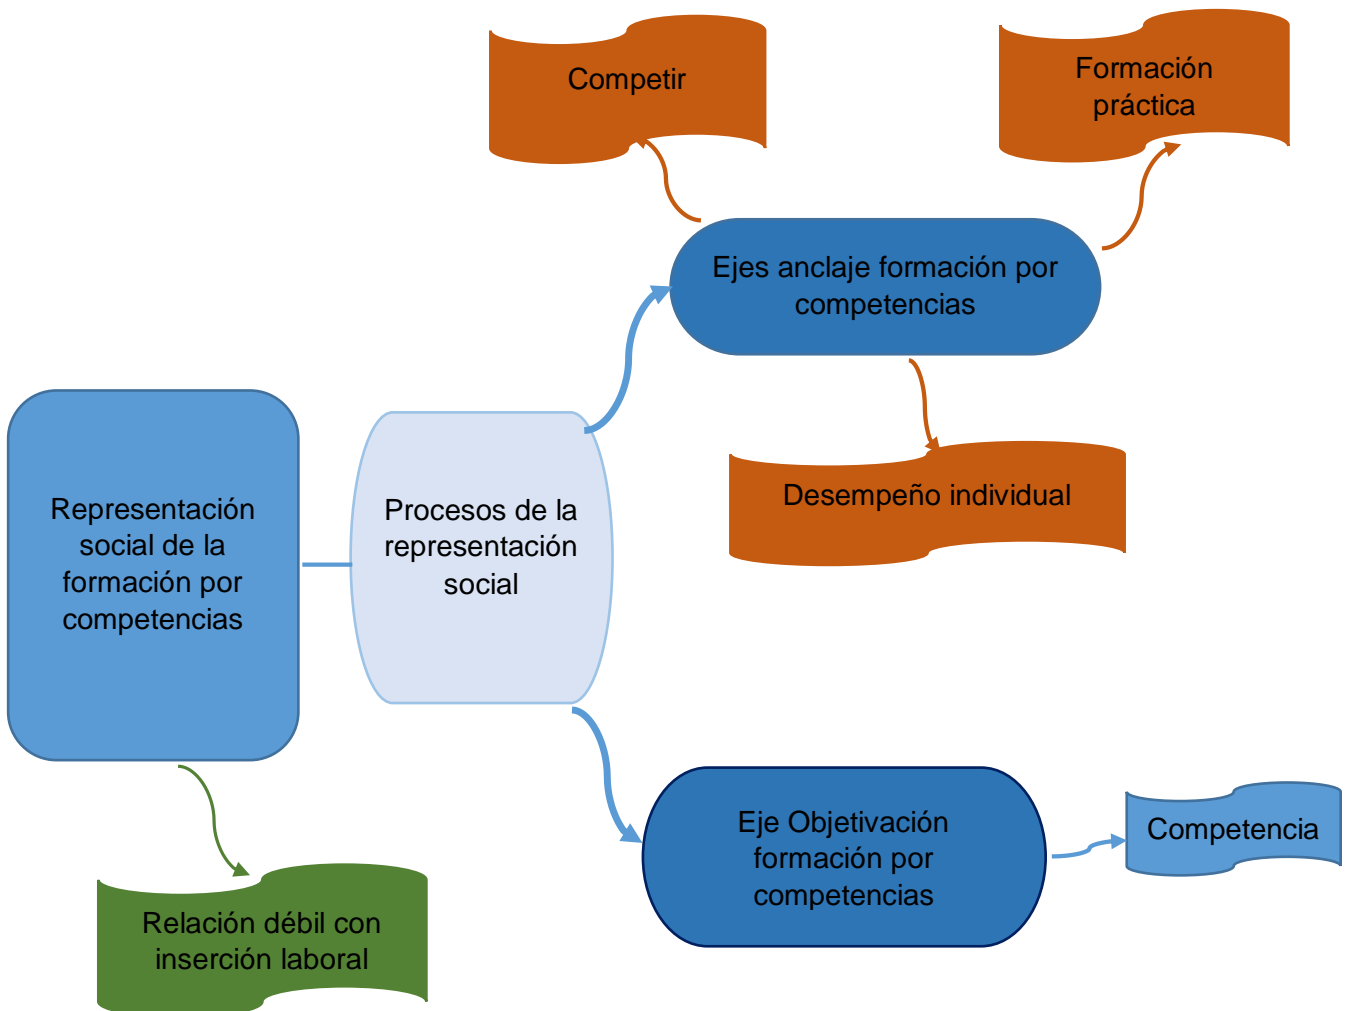 Competir
Formación
práctica
Ejes anclaje formación por
competencias
Desempeño individual
Representación
social de la
formación por
competencias
Procesos de la
representación
social
Eje Objetivación
formación por
competencias
Competencia
Relación débil con
inserción laboral